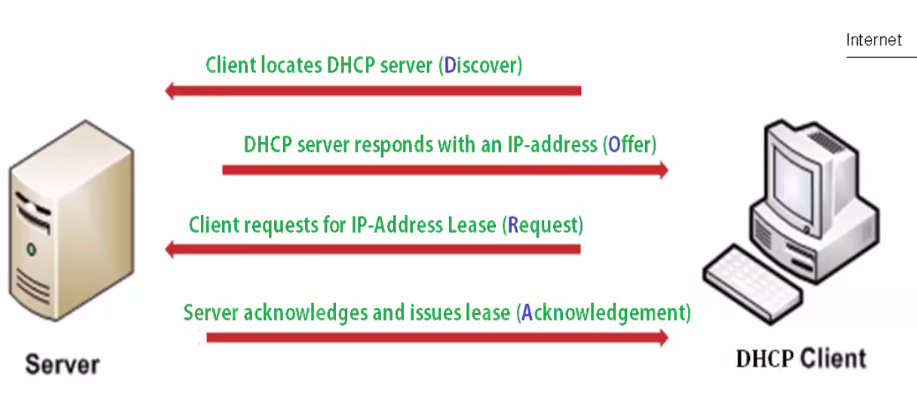 Internet
Client locates DHCP server (Discover)
DHCP server responds with an IP-address (Offer)
Client requests for IP-Address Lease (Request)
Server acknowledges and issues lease (Acknowledgement)
Server
DHCP Client